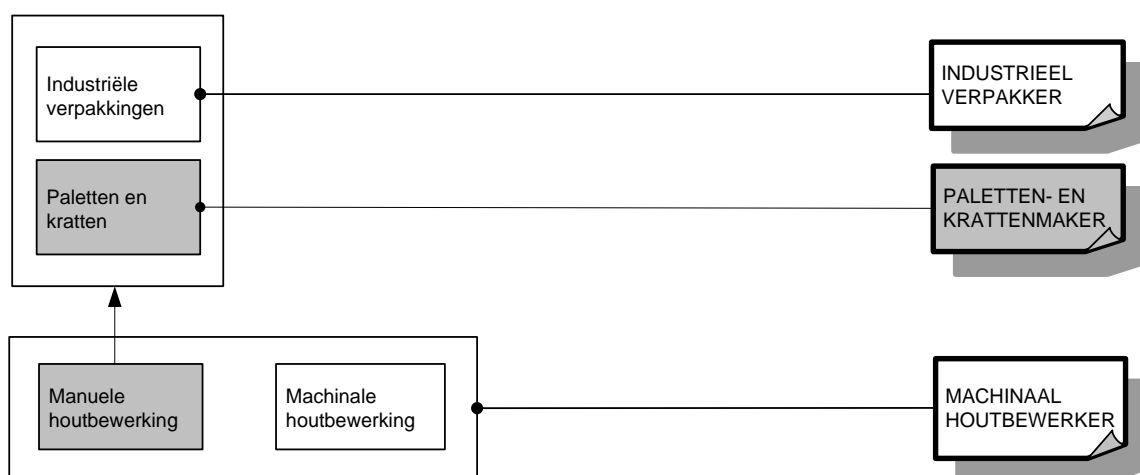 Industriële
verpakkingen
INDUSTRIEEL
VERPAKKER
Paletten en
kratten
PALETTEN- EN
KRATTENMAKER
Manuele
houtbewerking
Machinale
houtbewerking
MACHINAAL
HOUTBEWERKER